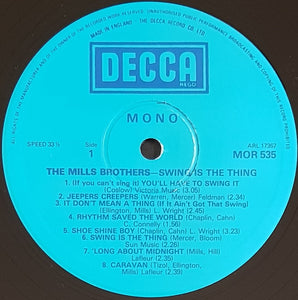 ALL RIGHTS OF THE MANUFACTURER AND OF THE OWNER OF THE RECORDED WORK RESERVED. UNAUTHORISED PUBLIC PERFORMANCE, BROADCASTING AND COPYING OF THIS RECORD PROHIBITED
MADE IN ENGLAND
THE DECCA RECORD CO. LTD.
DECCA
REGD
MONO
SPEED 33⅓
Side
1
ARL 17367
MOR 535
THE MILLS BROTHERS—SWING IS THE THING
1. (If you can't sing it) YOU'LL HAVE TO SWING IT
(Coslow) Victoria Music (3.05)
2. JEEPERS CREEPERS (Warren, Mercer) Feldman (2.34)
3. IT DON'T MEAN A THING (If It Ain't Got That Swing)
(Ellington, Mills) L. Wright (2.44)
4. RHYTHM SAVED THE WORLD (Chaplin, Cahn)
C. Connelly (1.56)
5. SHOE SHINE BOY (Chaplin, Cahn) L. Wright (3.23)
6. SWING IS THE THING (Mercer, Bloom)
Sun Music (2.26)
7. 'LONG ABOUT MIDNIGHT (Mills, Hill)
Lafleur (2.39)
8. CARAVAN (Tizol, Ellington,
Mills) Lafleur (2.39)